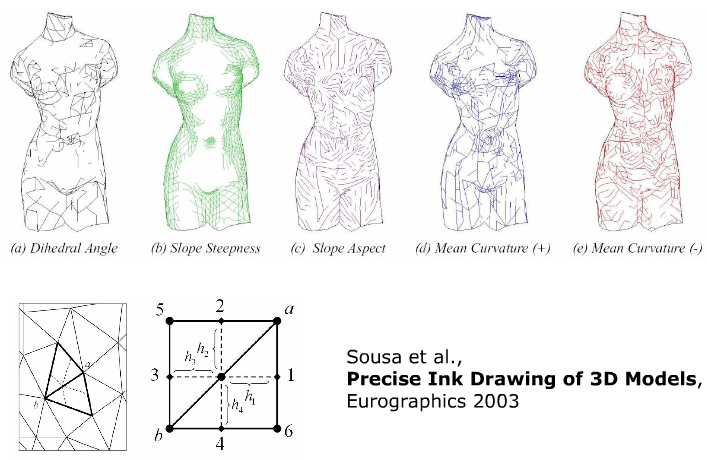 (a) Dihedral Angle
(b) Slope Steepness
(c) Slope Aspect
(d) Mean Curvature (+)
(e) Mean Curvature (-)
a
b
5
2
a
h2
h3
3
1
h1
h4
b
4
6
Sousa et al.,
Precise Ink Drawing of 3D Models,
Eurographics 2003